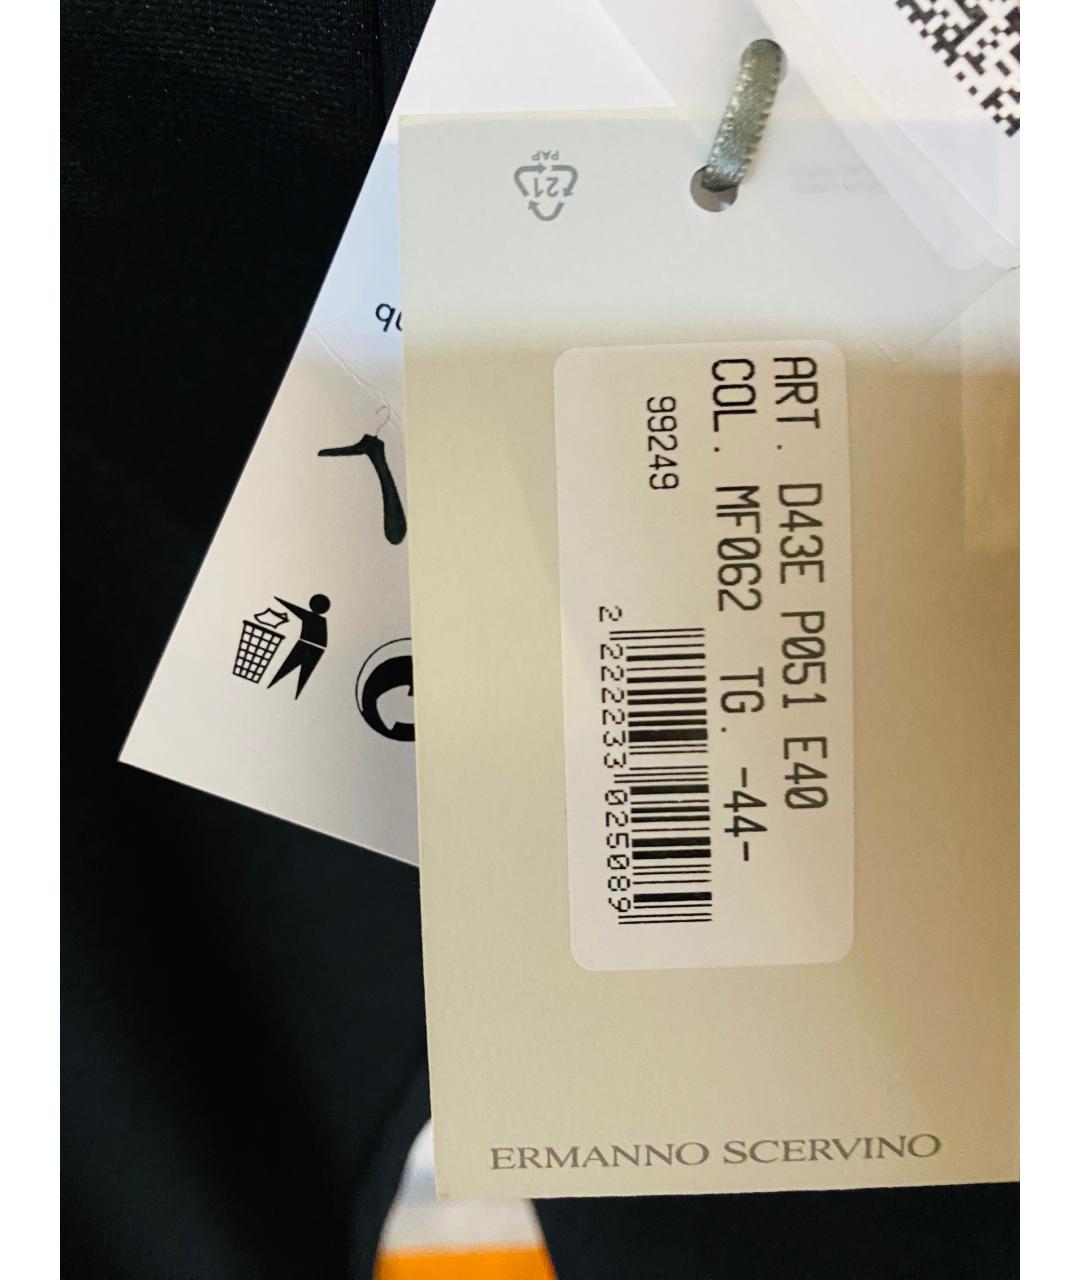 ART. D43E P051 E40
COL. MF062 TG. -44-
99249
2 222233 025089
ERMANNO SCERVINO
21
PAP